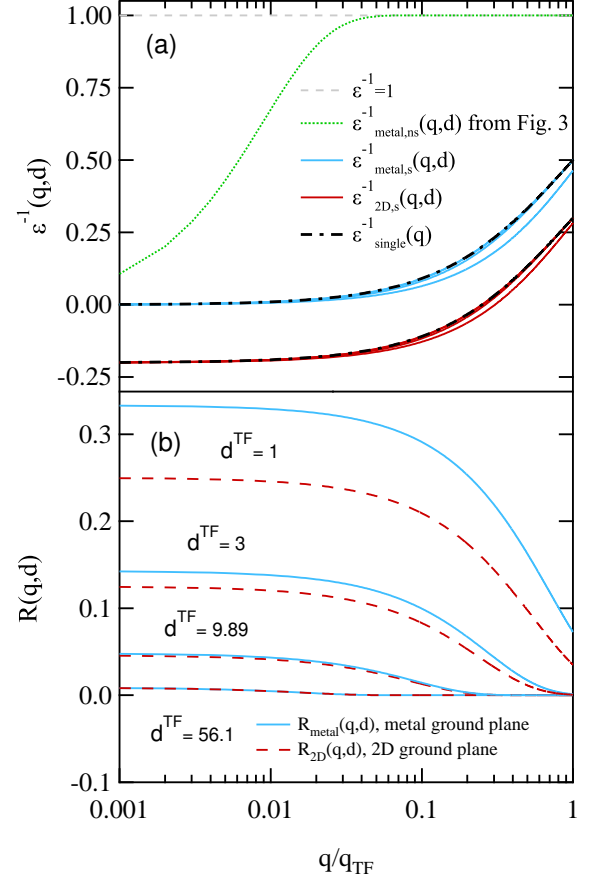 1.00
(a)
0.75
ε⁻¹=1
ε⁻¹metal,ns(q,d) from Fig. 3
0.50
ε⁻¹metal,s(q,d)
ε⁻¹2D,s(q,d)
0.25
ε⁻¹single(q)
0.00
-0.25
ε⁻¹(q,d)
(b)
0.3
dTF = 1
0.2
dTF = 3
0.1
dTF = 9.89
0.0
dTF = 56.1
Rmetal(q,d), metal ground plane
R2D(q,d), 2D ground plane
-0.1
R(q,d)
0.001 0.01 0.1 1
q/qTF